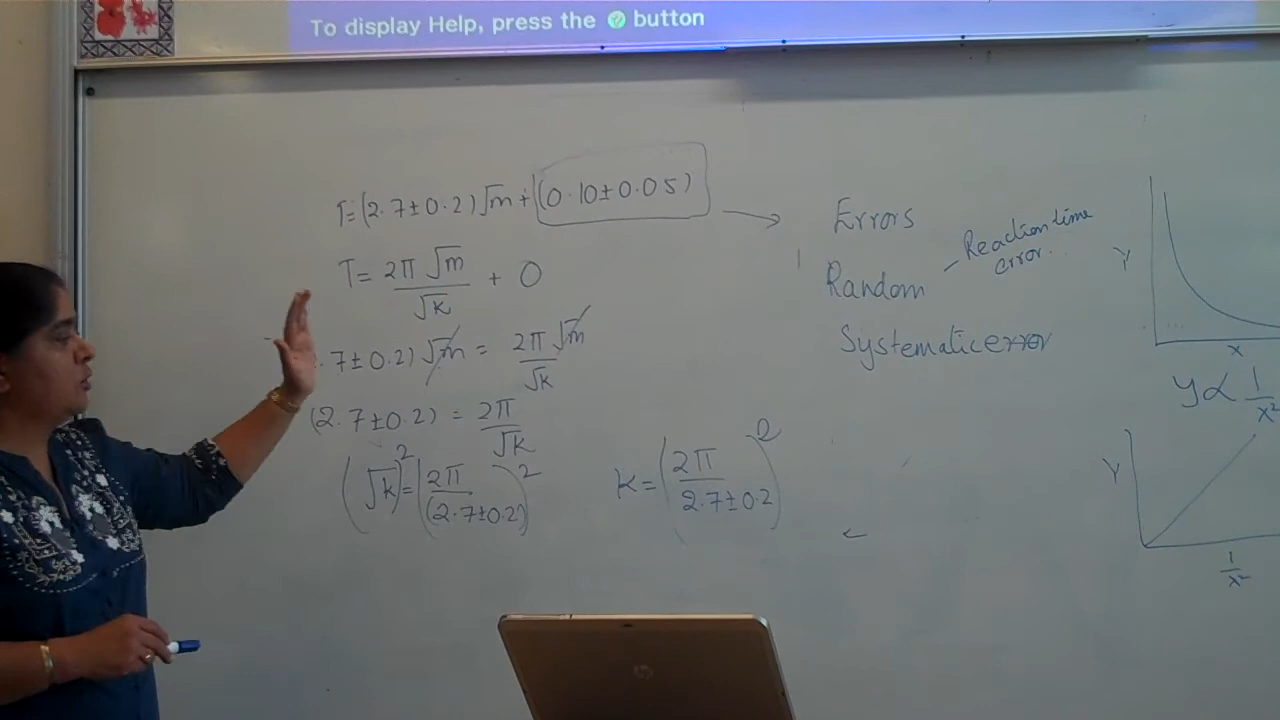 To display Help, press the ? button
T=(2.7±0.2)√m+(0.10±0.05)
T= 2π√m/√k + 0
.7±0.2)√m = 2π√m/√k
(2.7±0.2) = 2π/√k
(√k)²=(2π/(2.7±0.2))²
k=(2π/2.7±0.2)²
Errors
Random
Reaction time
error.
Systematic error
Y
x
y∝1/x²
Y
1/x²
hp